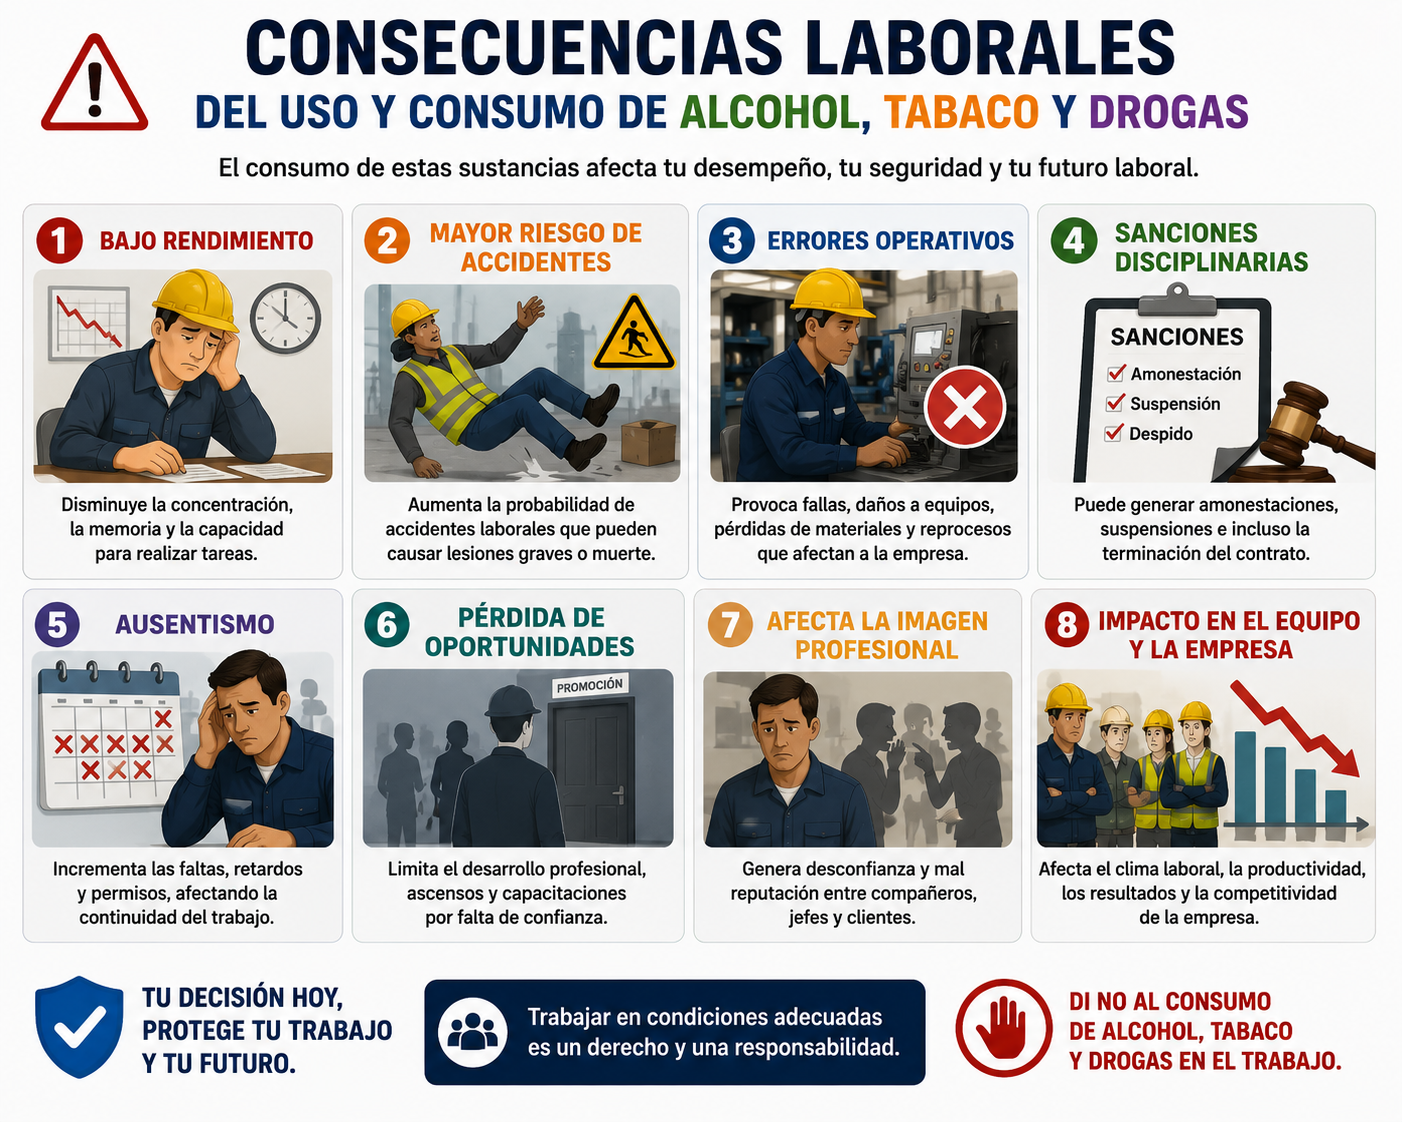 CONSECUENCIAS LABORALES
DEL USO Y CONSUMO DE ALCOHOL, TABACO Y DROGAS
El consumo de estas sustancias afecta tu desempeño, tu seguridad y tu futuro laboral.
1 BAJO RENDIMIENTO
Disminuye la concentración,
la memoria y la capacidad
para realizar tareas.
2 MAYOR RIESGO DE
ACCIDENTES
Aumenta la probabilidad de
accidentes laborales que pueden
causar lesiones graves o muerte.
3 ERRORES OPERATIVOS
Provoca fallas, daños a equipos,
pérdidas de materiales y reprocesos
que afectan a la empresa.
4 SANCIONES
DISCIPLINARIAS
SANCIONES
Amonestación
Suspensión
Despido
Puede generar amonestaciones,
suspensiones e incluso la
terminación del contrato.
5 AUSENTISMO
Incrementa las faltas, retardos
y permisos, afectando la
continuidad del trabajo.
6 PÉRDIDA DE
OPORTUNIDADES
PROMOCIÓN
Limita el desarrollo profesional,
ascensos y capacitaciones
por falta de confianza.
7 AFECTA LA IMAGEN
PROFESIONAL
Genera desconfianza y mal
reputación entre compañeros,
jefes y clientes.
8 IMPACTO EN EL EQUIPO
Y LA EMPRESA
Afecta el clima laboral, la productividad,
los resultados y la competitividad
de la empresa.
TU DECISIÓN HOY,
PROTEGE TU TRABAJO
Y TU FUTURO.
Trabajar en condiciones adecuadas
es un derecho y una responsabilidad.
DI NO AL CONSUMO
DE ALCOHOL, TABACO
Y DROGAS EN EL TRABAJO.